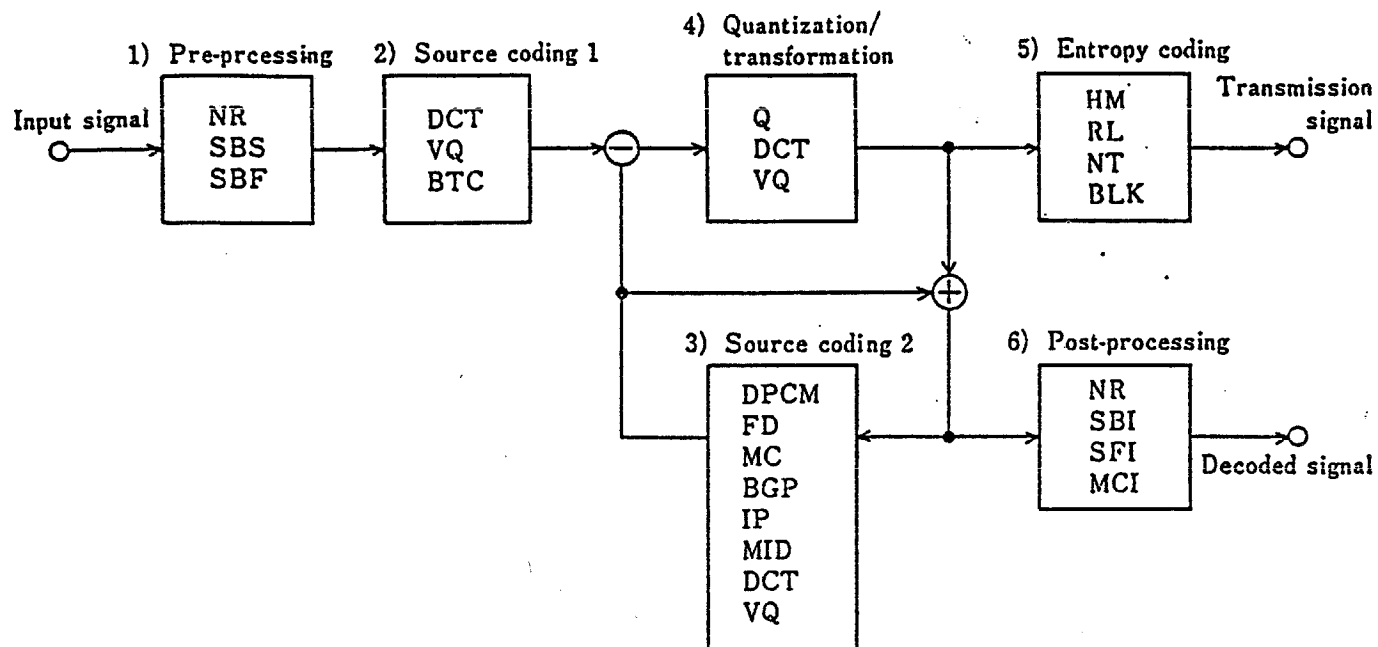 1) Pre-prcessing
NR
SBS
SBF
2) Source coding 1
DCT
VQ
BTC
4) Quantization/
transformation
Q
DCT
VQ
5) Entropy coding
HM
RL
NT
BLK
Input signal
Transmission
signal
−
+
3) Source coding 2
DPCM
FD
MC
BGP
IP
MID
DCT
VQ
6) Post-processing
NR
SBI
SFI
MCI
Decoded signal